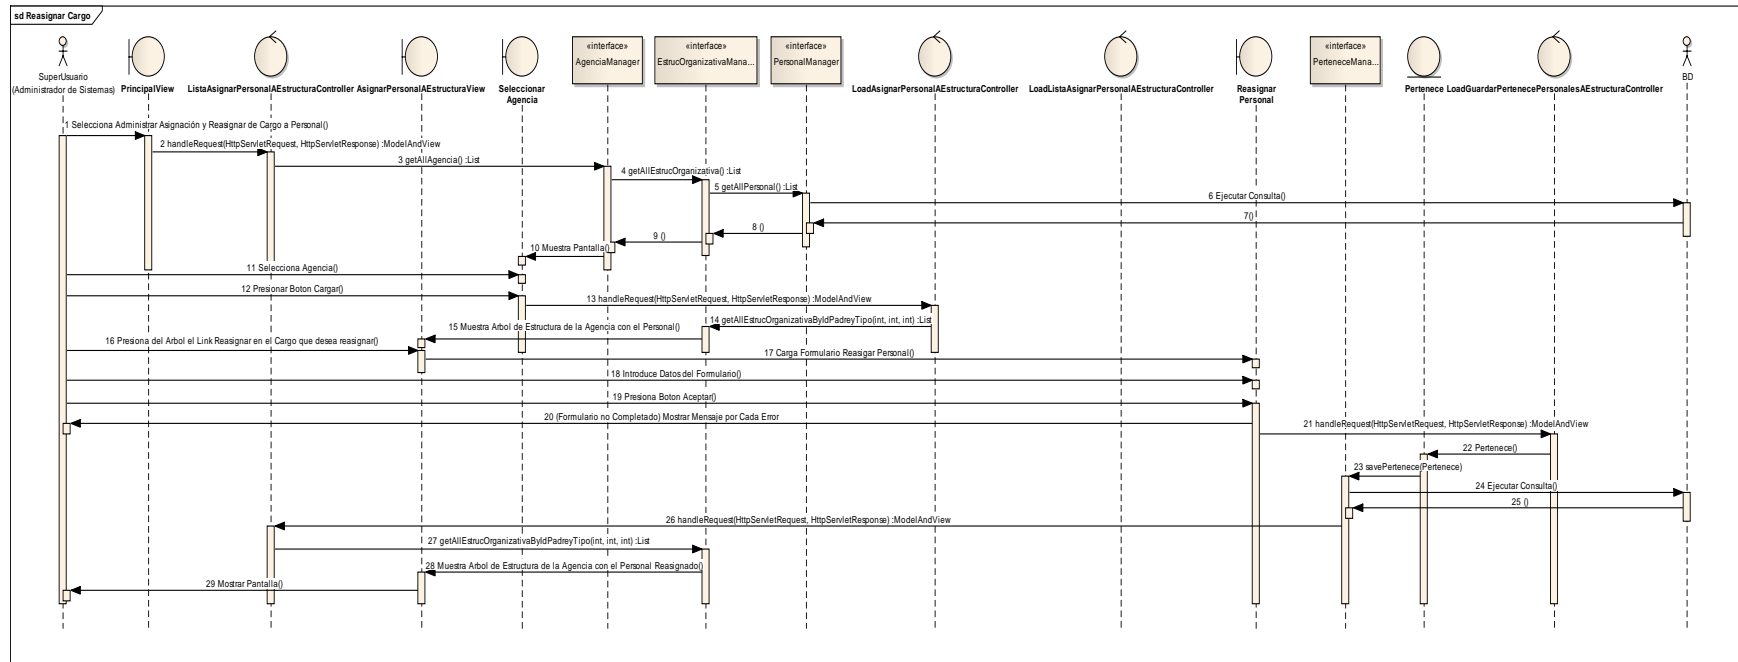 sd Reasignar Cargo
SuperUsuario
(Administrador de Sistemas)
PrincipalView
ListaAsignarPersonalAEstructuraController
AsignarPersonalAEstructuraView
Seleccionar
Agencia
«interface»
AgenciaManager
«interface»
EstrucOrganizativaMana...
«interface»
PersonalManager
LoadAsignarPersonalAEstructuraController
LoadListaAsignarPersonalAEstructuraController
Reasignar
Personal
«interface»
PerteneceMana...
Pertenece
LoadGuardarPertenecePersonalesAEstructuraController
BD
1 Selecciona Administrar Asignación y Reasignar de Cargo a Personal()
2 handleRequest(HttpServletRequest, HttpServletResponse) :ModelAndView
3 getAllAgencia() :List
4 getAllEstrucOrganizativa() :List
5 getAllPersonal() :List
6 Ejecutar Consulta()
7()
8 ()
9 ()
10 Muestra Pantalla()
11 Selecciona Agencia()
12 Presionar Boton Cargar()
13 handleRequest(HttpServletRequest, HttpServletResponse) :ModelAndView
14 getAllEstrucOrganizativaByIdPadreyTipo(int, int, int) :List
15 Muestra Arbol de Estructura de la Agencia con el Personal()
16 Presiona del Arbol el Link Reasignar en el Cargo que desea reasignar()
17 Carga Formulario Reasigar Personal()
18 Introduce Datos del Formulario()
19 Presiona Boton Aceptar()
20 (Formulario no Completado) Mostrar Mensaje por Cada Error
21 handleRequest(HttpServletRequest, HttpServletResponse) :ModelAndView
22 Pertenece()
23 savePertenece(Pertenece)
24 Ejecutar Consulta()
25 ()
26 handleRequest(HttpServletRequest, HttpServletResponse) :ModelAndView
27 getAllEstrucOrganizativaByIdPadreyTipo(int, int, int) :List
28 Muestra Arbol de Estructura de la Agencia con el Personal Reasignado()
29 Mostrar Pantalla()